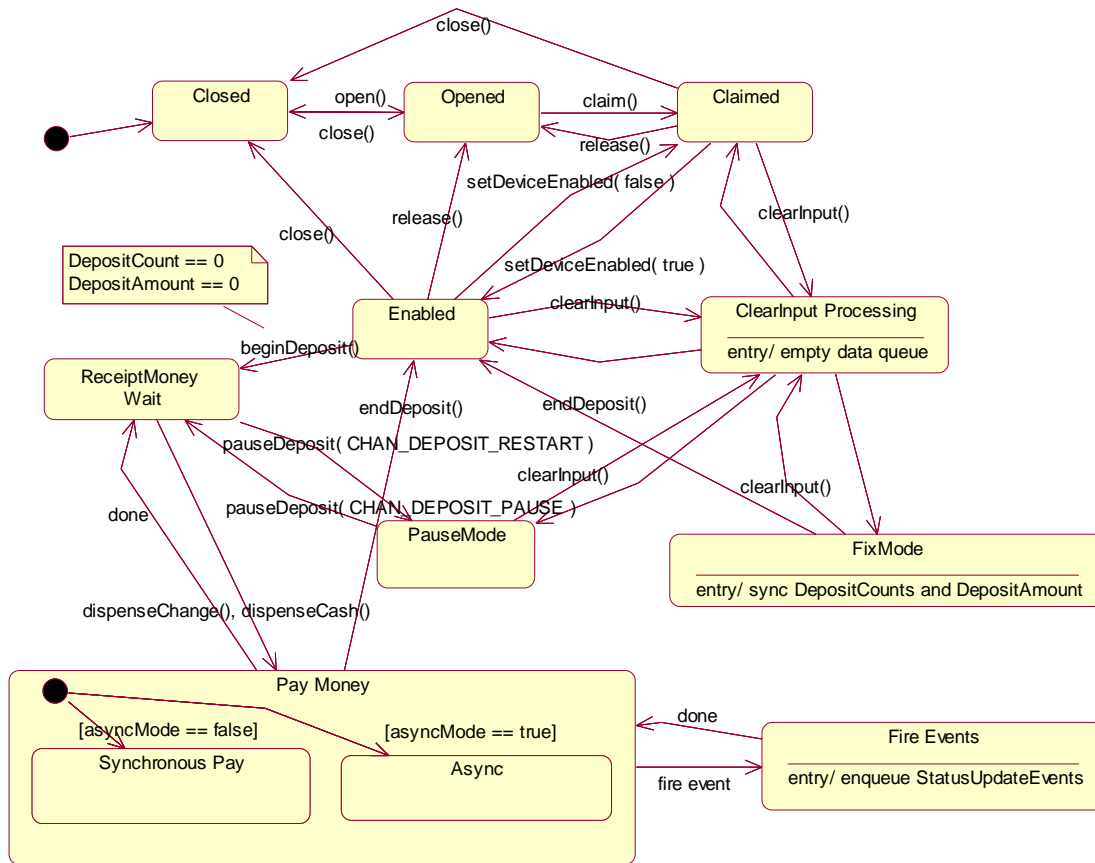 close()
Closed
open()
close()
Opened
claim()
Claimed
release()
setDeviceEnabled( false )
release()
clearInput()
close()
setDeviceEnabled( true )
DepositCount == 0
DepositAmount == 0
Enabled
clearInput()
ClearInput Processing
entry/ empty data queue
beginDeposit()
ReceiptMoney
Wait
endDeposit()
endDeposit()
pauseDeposit( CHAN_DEPOSIT_RESTART )
clearInput()
clearInput()
pauseDeposit( CHAN_DEPOSIT_PAUSE )
done
PauseMode
FixMode
entry/ sync DepositCounts and DepositAmount
dispenseChange(), dispenseCash()
Pay Money
[asyncMode == false]
[asyncMode == true]
Synchronous Pay
Async
done
fire event
Fire Events
entry/ enqueue StatusUpdateEvents